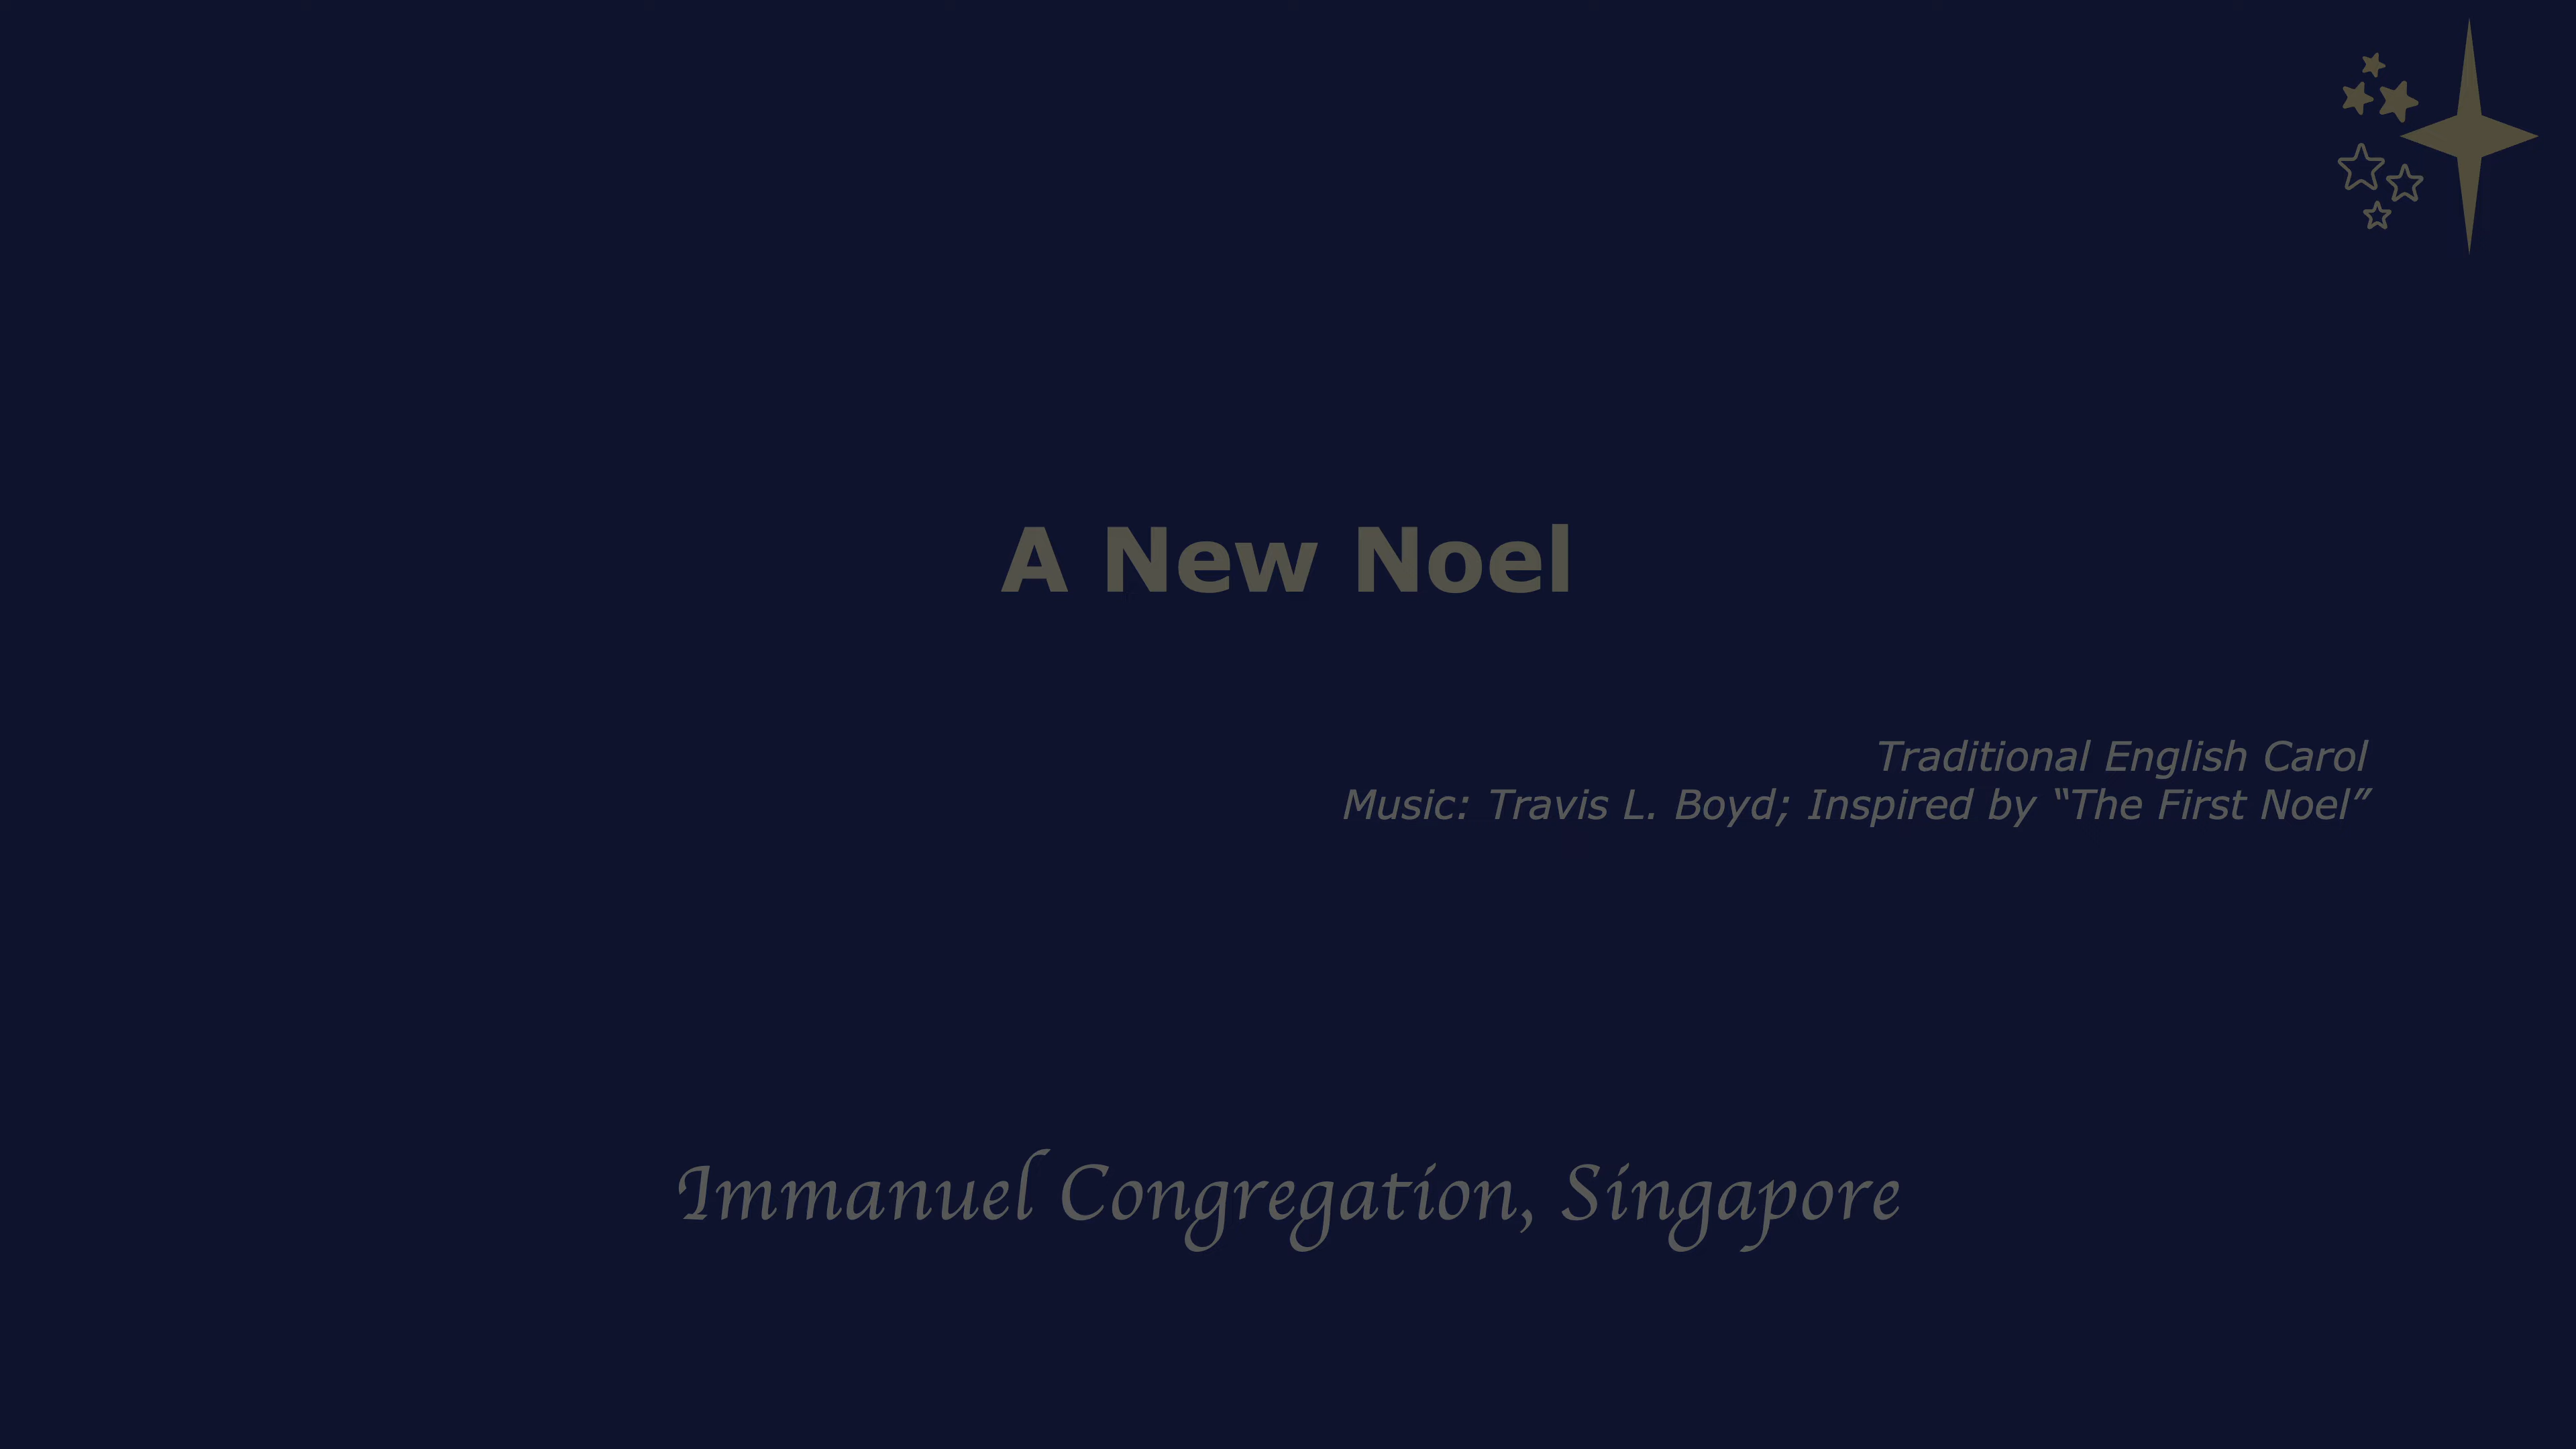 A New Noel
Traditional English Carol
Music: Travis L. Boyd; Inspired by “The First Noel”
Immanuel Congregation, Singapore